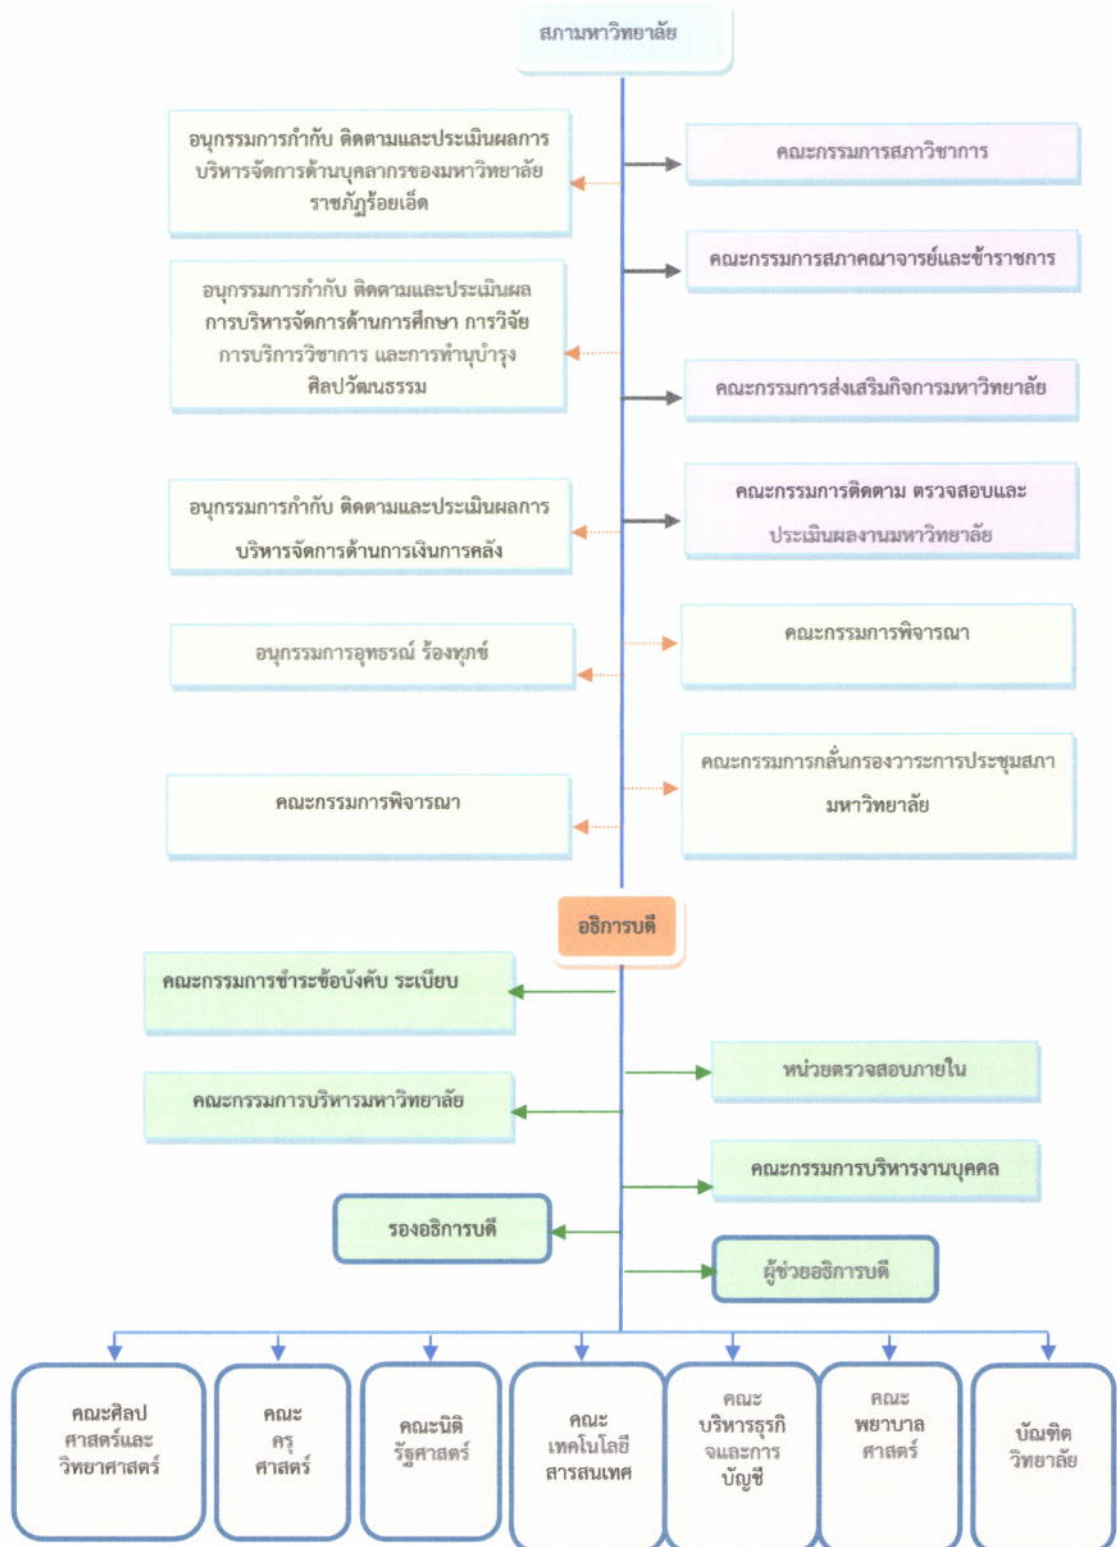 สภามหาวิทยาลัย
อนุกรรมการกำกับ ติดตามและประเมินผลการ
บริหารจัดการด้านบุคลากรของมหาวิทยาลัย
ราชภัฏร้อยเอ็ด
คณะกรรมการสภาวิชาการ
คณะกรรมการสภาคณาจารย์และข้าราชการ
อนุกรรมการกำกับ ติดตามและประเมินผล
การบริหารจัดการด้านการศึกษา การวิจัย
การบริการวิชาการ และการทำนุบำรุง
ศิลปวัฒนธรรม
คณะกรรมการส่งเสริมกิจการมหาวิทยาลัย
อนุกรรมการกำกับ ติดตามและประเมินผลการ
บริหารจัดการด้านการเงินการคลัง
คณะกรรมการติดตาม ตรวจสอบและ
ประเมินผลงานมหาวิทยาลัย
อนุกรรมการอุทธรณ์ ร้องทุกข์
คณะกรรมการพิจารณา
คณะกรรมการพิจารณา
คณะกรรมการกลั่นกรองวาระการประชุมสภา
มหาวิทยาลัย
อธิการบดี
คณะกรรมการชำระข้อบังคับ ระเบียบ
หน่วยตรวจสอบภายใน
คณะกรรมการบริหารมหาวิทยาลัย
คณะกรรมการบริหารงานบุคคล
รองอธิการบดี
ผู้ช่วยอธิการบดี
คณะศิลป
ศาสตร์และ
วิทยาศาสตร์
คณะ
ครุ
ศาสตร์
คณะนิติ
รัฐศาสตร์
คณะ
เทคโนโลยี
สารสนเทศ
คณะ
บริหารธุรกิ
จและการ
บัญชี
คณะ
พยาบาล
ศาสตร์
บัณฑิต
วิทยาลัย